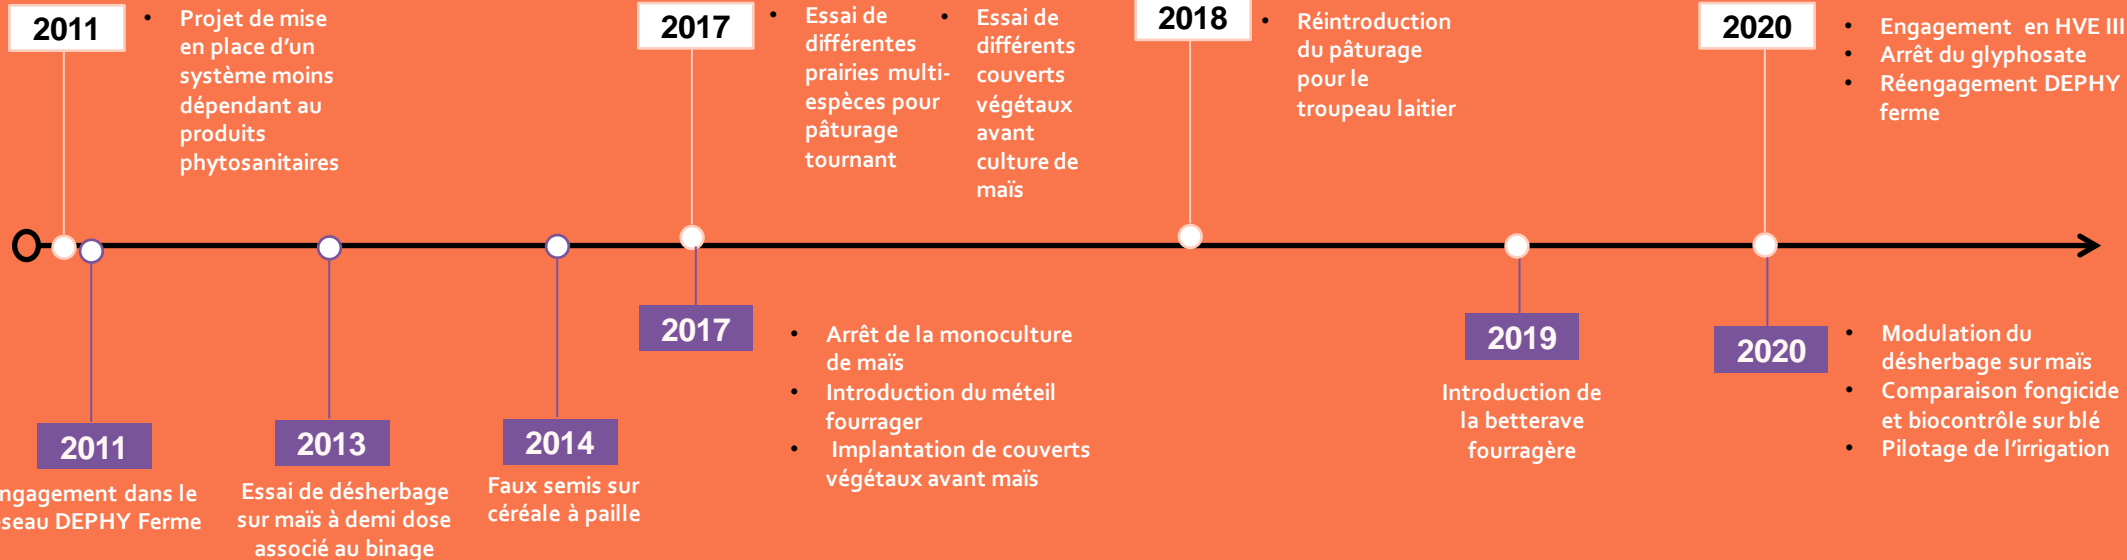 2011
• Projet de mise
en place d'un
système moins
dépendant au
produits
phytosanitaires
2017
• Essai de
différentes
prairies multi-
espèces pour
pâturage
tournant
• Essai de
différents
couverts
végétaux
avant
culture de
maïs
2018
• Réintroduction
du pâturage
pour le
troupeau laitier
2020
• Engagement en HVE III
• Arrêt du glyphosate
• Réengagement DEPHY
ferme
2011
ngagement dans le
seau DEPHY Ferme
2013
Essai de désherbage
sur maïs à demi dose
associé au binage
2014
Faux semis sur
céréale à paille
2017
• Arrêt de la monoculture
de maïs
• Introduction du méteil
fourrager
• Implantation de couverts
végétaux avant maïs
2019
Introduction de
la betterave
fourragère
2020
• Modulation du
désherbage sur maïs
• Comparaison fongicide
et biocontrôle sur blé
• Pilotage de l'irrigation